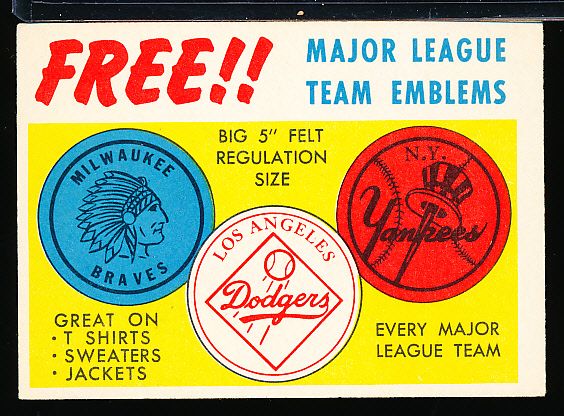 FREE!!
MAJOR LEAGUE
TEAM EMBLEMS
BIG 5" FELT
REGULATION
SIZE
MILWAUKEE
BRAVES
LOS ANGELES
Dodgers
N.Y.
Yankees
GREAT ON
• T SHIRTS
• SWEATERS
• JACKETS
EVERY MAJOR
LEAGUE TEAM